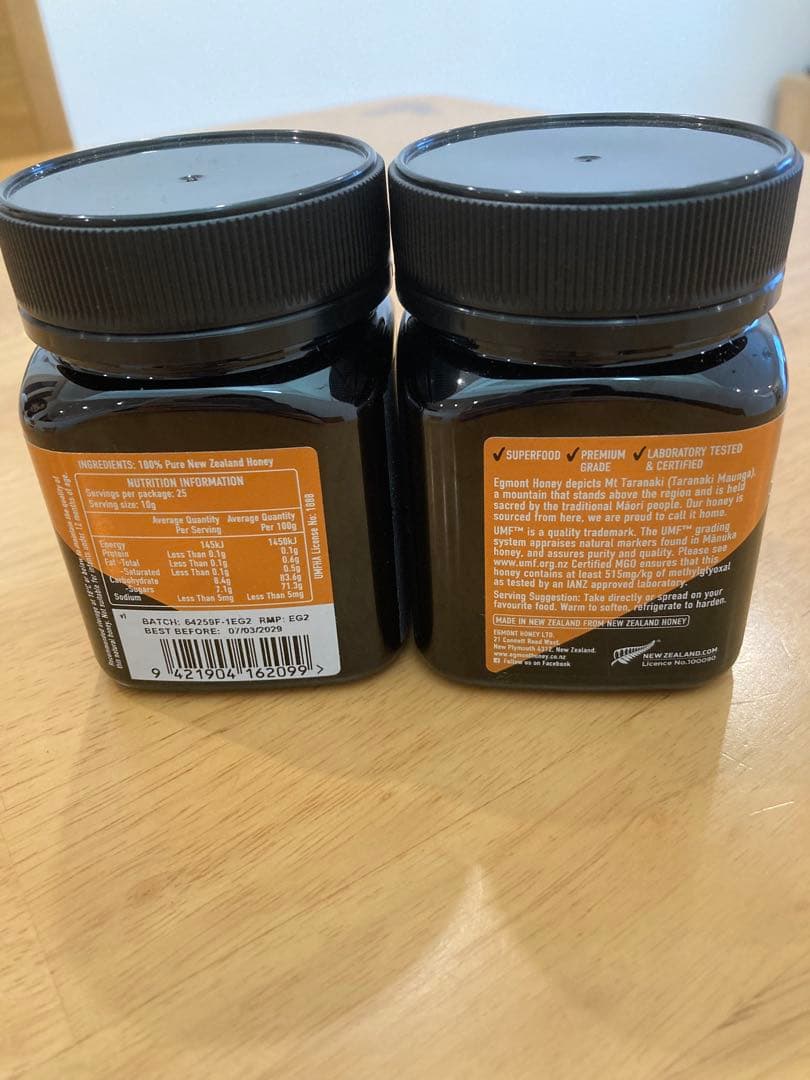 INGREDIENTS: 100% Pure New Zealand Honey
NUTRITION INFORMATION
Servings per package: 25
Serving size: 10g
Average Quantity Per Serving Average Quantity Per 100g
Energy 145kJ 1450kJ
Protein Less Than 0.1g 0.1g
Fat -Total Less Than 0.1g 0.6g
-Saturated Less Than 0.1g 0.5g
Carbohydrate 8.4g 83.6g
-Sugars 7.1g 71.3g
Sodium Less Than 5mg Less Than 5mg
UMFHA License No: 1008
BATCH: 64259F-1EG2 RMP: EG2
BEST BEFORE: 07/03/2029
9 421904 162099 >
✓SUPERFOOD ✓PREMIUM GRADE ✓LABORATORY TESTED & CERTIFIED
Egmont Honey depicts Mt Taranaki (Taranaki Maunga),
a mountain that stands above the region and is held
sacred by the traditional Māori people. Our honey is
sourced from here, we are proud to call it home.
UMF™ is a quality trademark. The UMF™ grading
system appraises natural markers found in Mānuka
honey, and assures purity and quality. Please see
www.umf.org.nz Certified MGO ensures that this
honey contains at least 515mg/kg of methylglyoxal
as tested by an IANZ approved laboratory.
Serving Suggestion: Take directly or spread on your
favourite food. Warm to soften, refrigerate to harden.
MADE IN NEW ZEALAND FROM NEW ZEALAND HONEY
EGMONT HONEY LTD.
21 Connett Road West,
New Plymouth 4312, New Zealand.
www.egmonthoney.co.nz
Follow us on Facebook
NEWZEALAND.COM
Licence No.100080